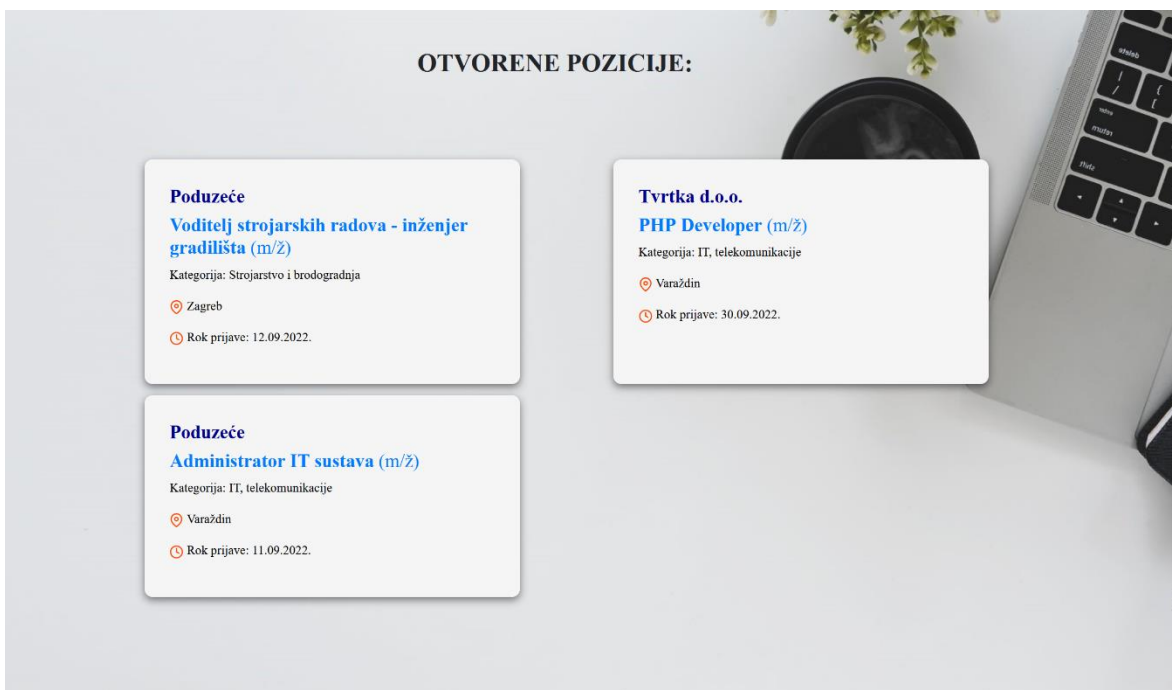 OTVORENE POZICIJE:
Poduzeće
Voditelj strojarskih radova - inženjer
gradilišta (m/ž)
Kategorija: Strojarstvo i brodogradnja
Zagreb
Rok prijave: 12.09.2022.
Tvrtka d.o.o.
PHP Developer (m/ž)
Kategorija: IT, telekomunikacije
Varaždin
Rok prijave: 30.09.2022.
Poduzeće
Administrator IT sustava (m/ž)
Kategorija: IT, telekomunikacije
Varaždin
Rok prijave: 11.09.2022.